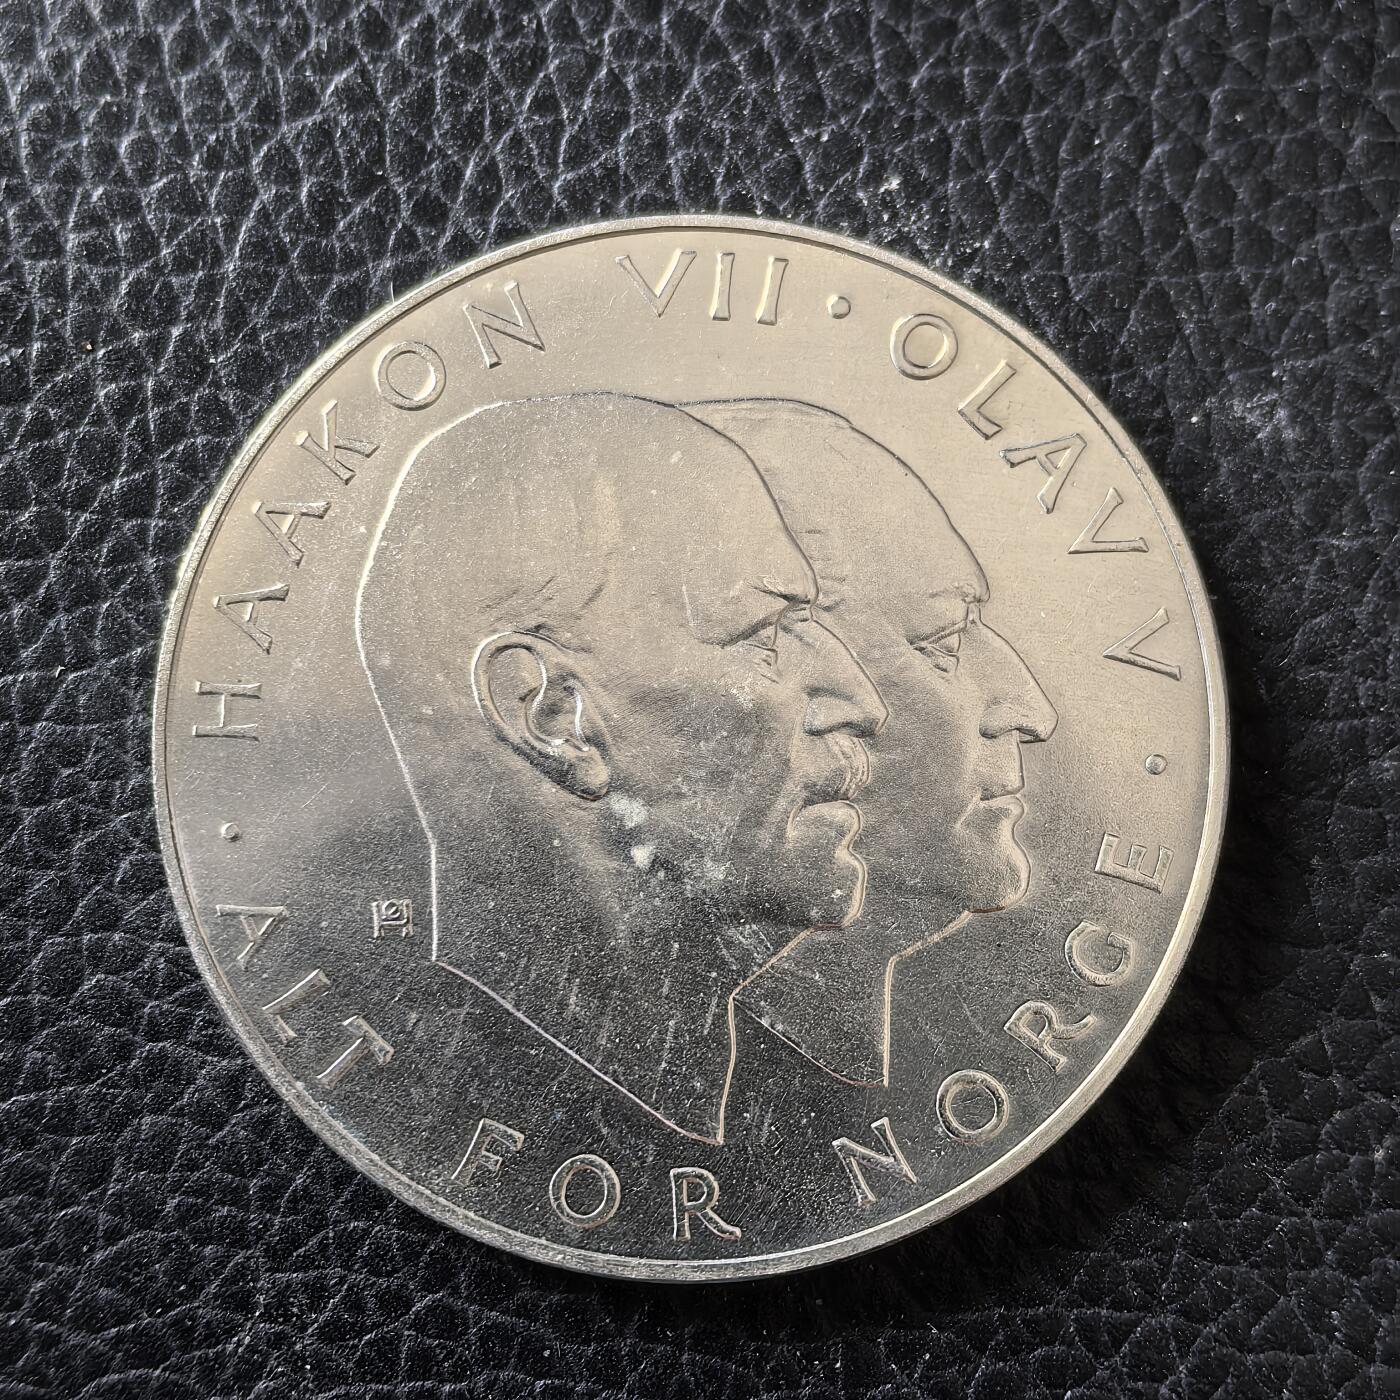 HAAKON VII · OLAV V ·
ALT FOR NORGE ·